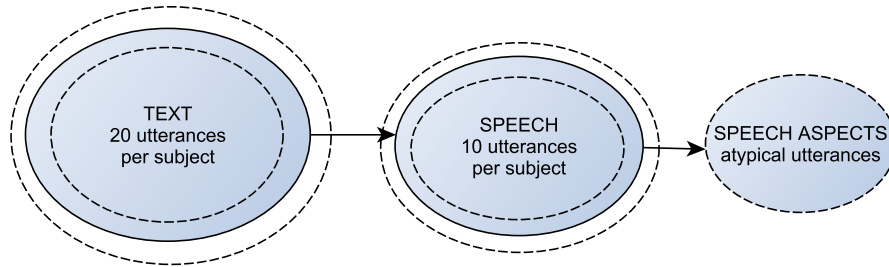 TEXT
20 utterances
per subject
SPEECH
10 utterances
per subject
SPEECH ASPECTS
atypical utterances